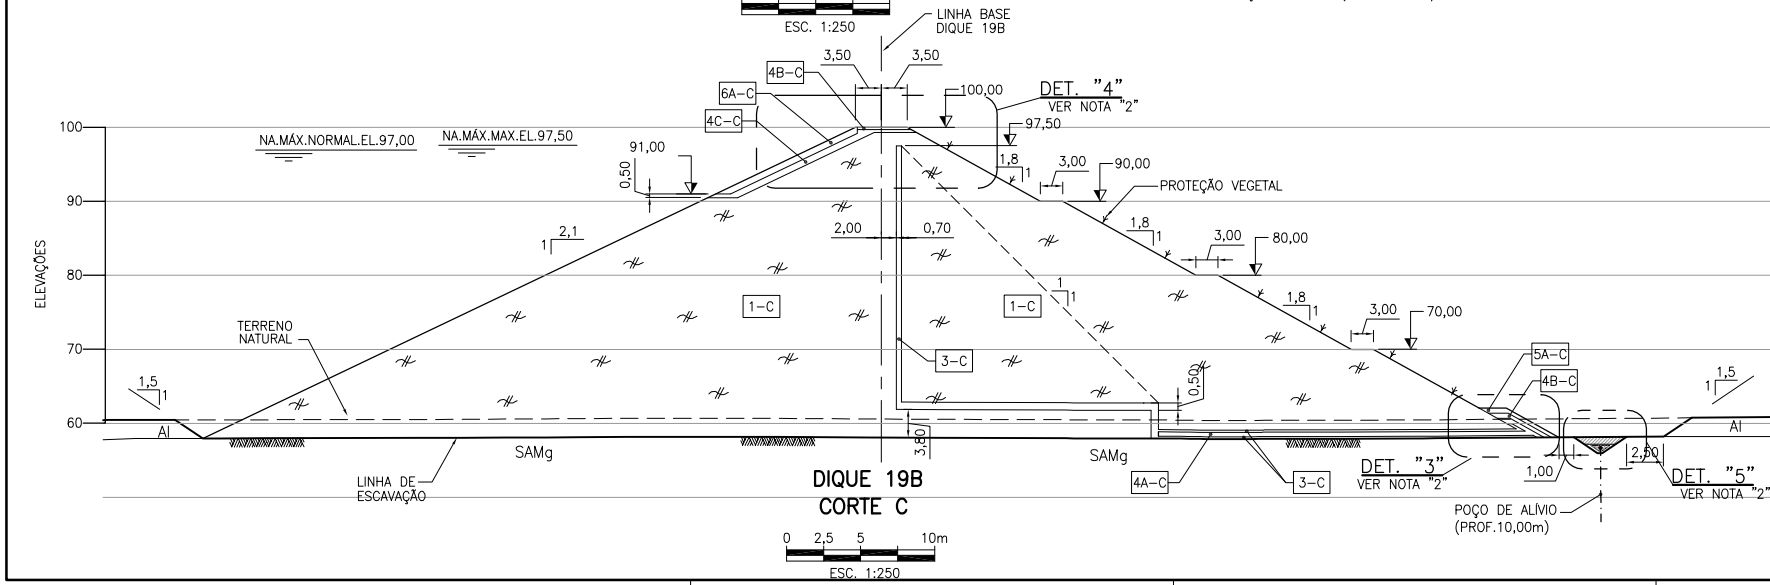 ESC. 1:250
LINHA BASE
DIQUE 19B
3,50
3,50
4B-C
6A-C
4C-C
DET. "4"
VER NOTA "2"
100,00
97,50
100
NA.MÁX.NORMAL.EL.97,00
NA.MÁX.MAX.EL.97,50
91,00
0,50
1,8
1
3,00
90,00
PROTEÇÃO VEGETAL
90
2,1
1
2,00
0,70
1,8
1
3,00
80,00
ELEVAÇÕES
80
1-C
1-C
1
1
1,8
1
3,00
70,00
TERRENO
NATURAL
70
3-C
5A-C
4B-C
1,5
1
0,50
1,5
1
60
AI
AI
3,80
SAMg
SAMg
LINHA DE
ESCAVAÇÃO
DIQUE 19B
CORTE C
4A-C
3-C
DET. "3"
VER NOTA "2"
1,00
2,50
DET. "5"
VER NOTA "2"
POÇO DE ALÍVIO
(PROF.10,00m)
0 2,5 5 10m
ESC. 1:250